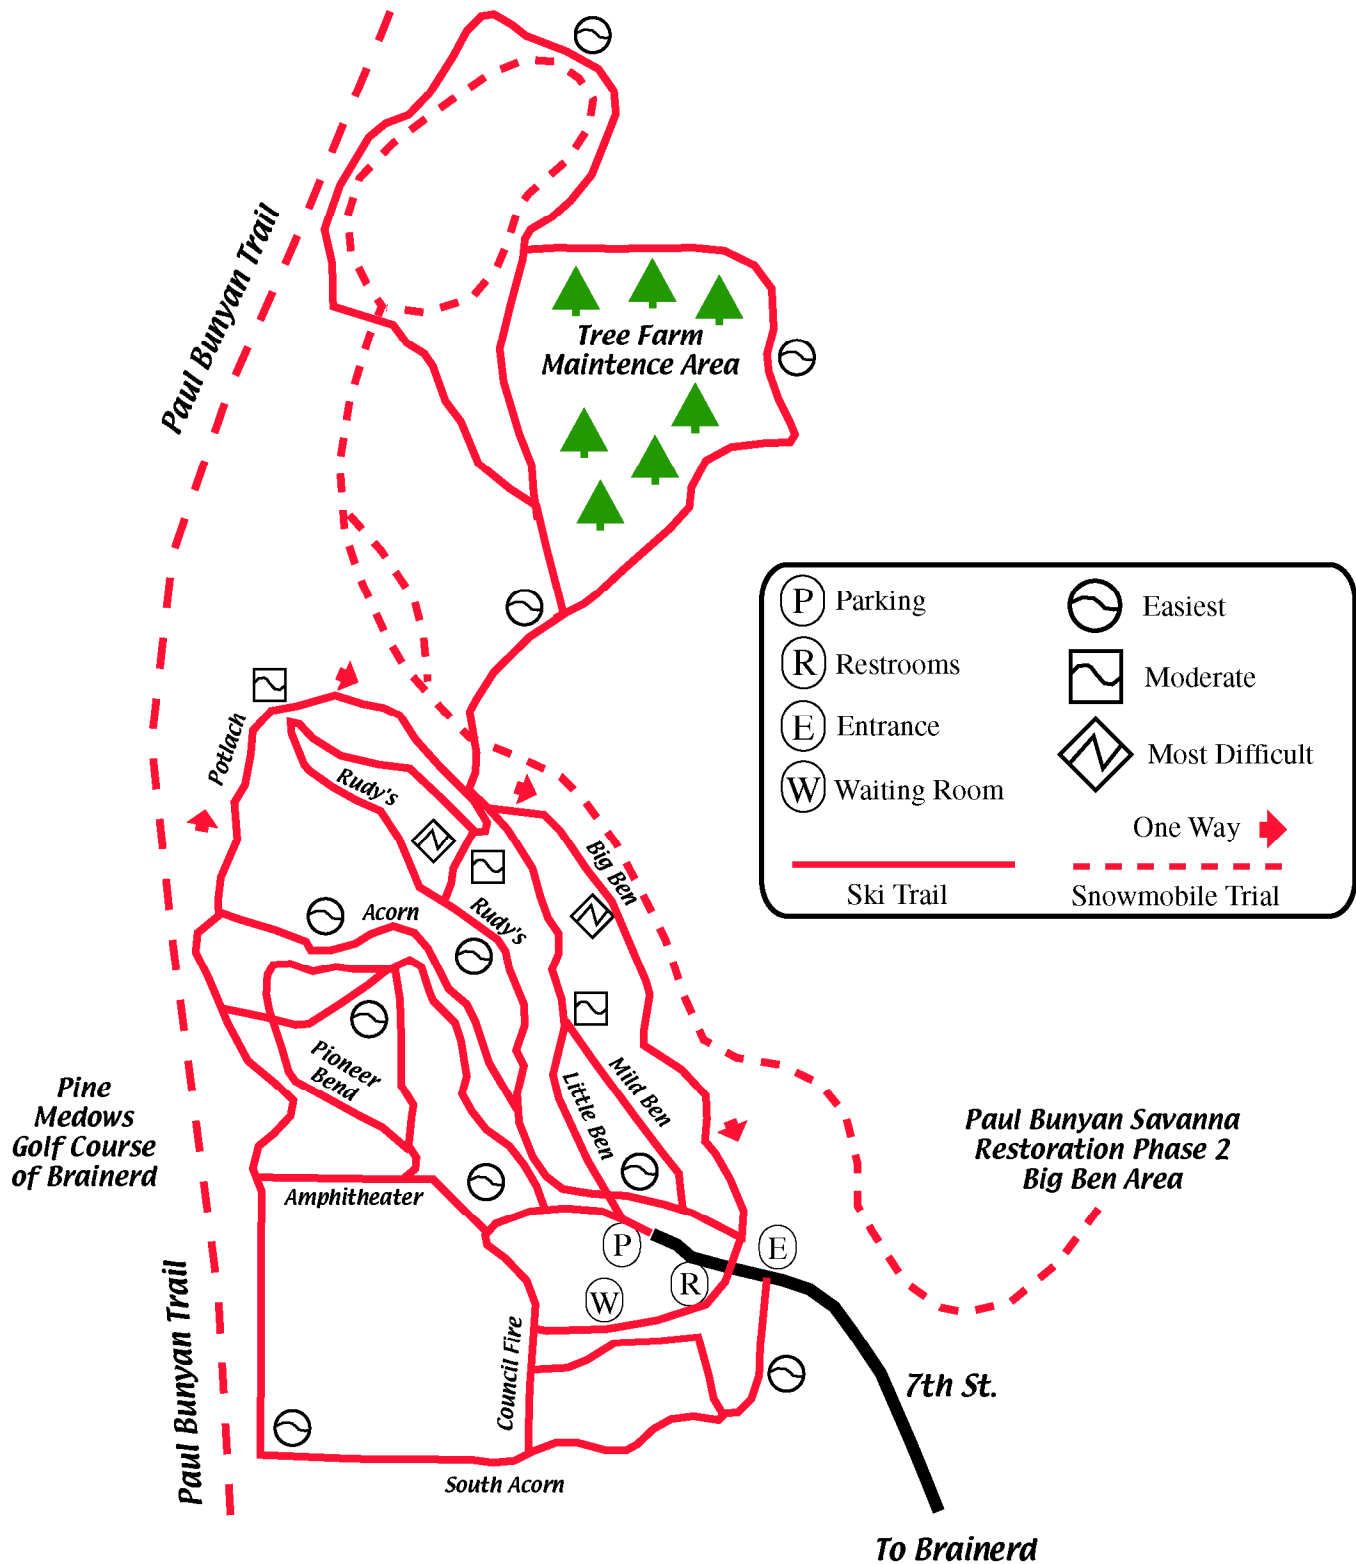 Paul Bunyan Trail
Tree Farm
Maintence Area
P Parking
R Restrooms
E Entrance
W Waiting Room
Easiest
Moderate
Most Difficult
One Way
Ski Trail
Snowmobile Trial
Potlach
Rudy's
Big Ben
Acorn
Rudy's
Pioneer
Bend
Little Ben
Mild Ben
Pine
Medows
Golf Course
of Brainerd
Paul Bunyan Savanna
Restoration Phase 2
Big Ben Area
Amphitheater
P
E
R
W
Paul Bunyan Trail
Council Fire
7th St.
South Acorn
To Brainerd